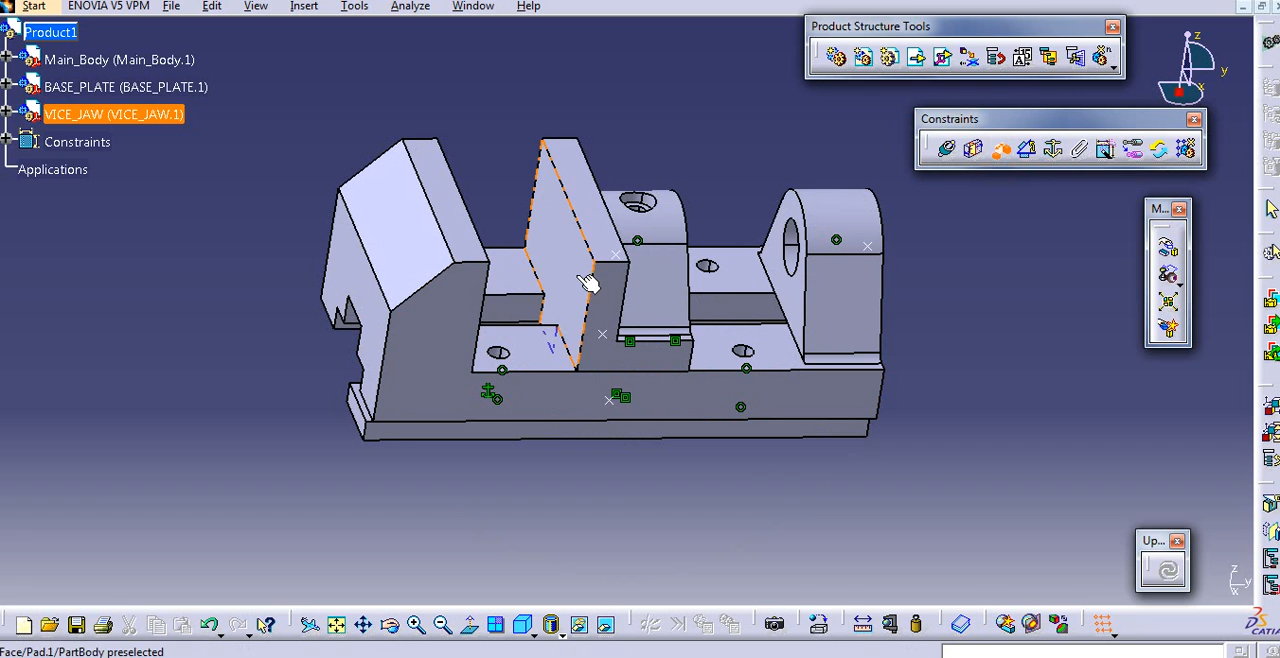 Start ENOVIA V5 VPM File Edit View Insert Tools Analyze Window Help
Product1
Main_Body (Main_Body.1)
BASE_PLATE (BASE_PLATE.1)
VICE_JAW (VICE_JAW.1)
Constraints
Applications
Product Structure Tools
Constraints
z
y
x
M...
Up...
z
y
x
CATIA
Face/Pad.1/PartBody preselected